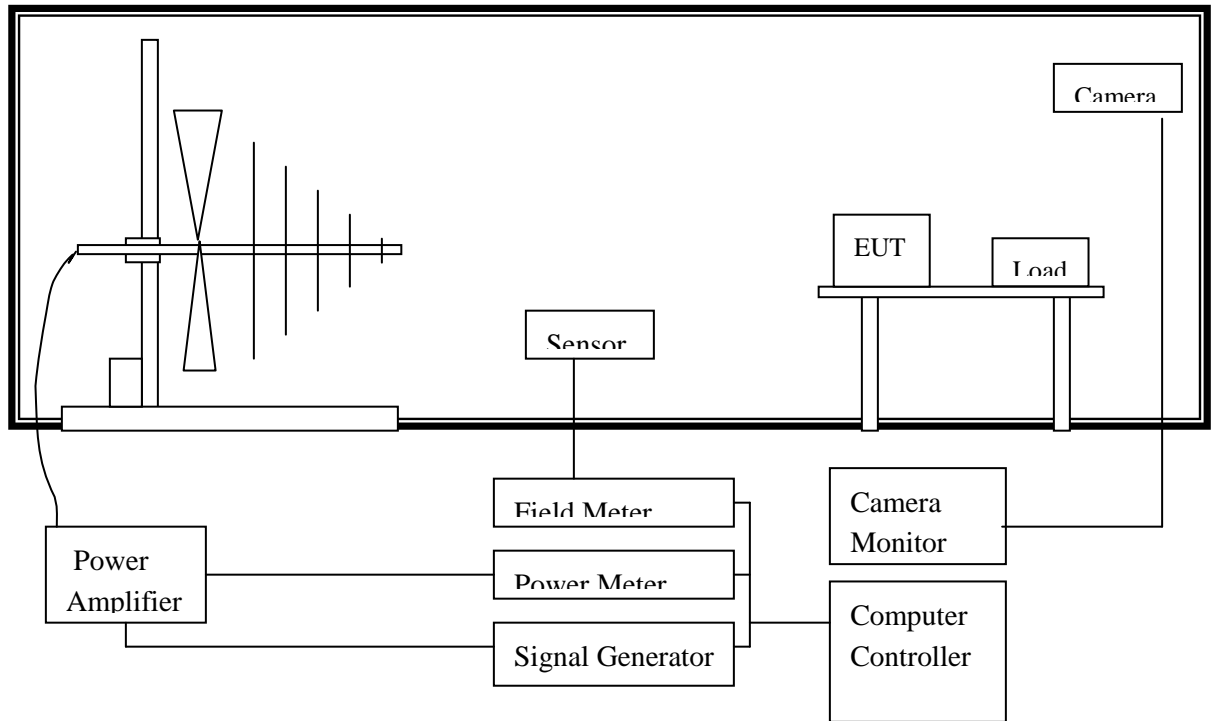 Camera
EUT
Load
Sensor
Field Meter
Camera
Monitor
Power
Amplifier
Power Meter
Computer
Controller
Signal Generator